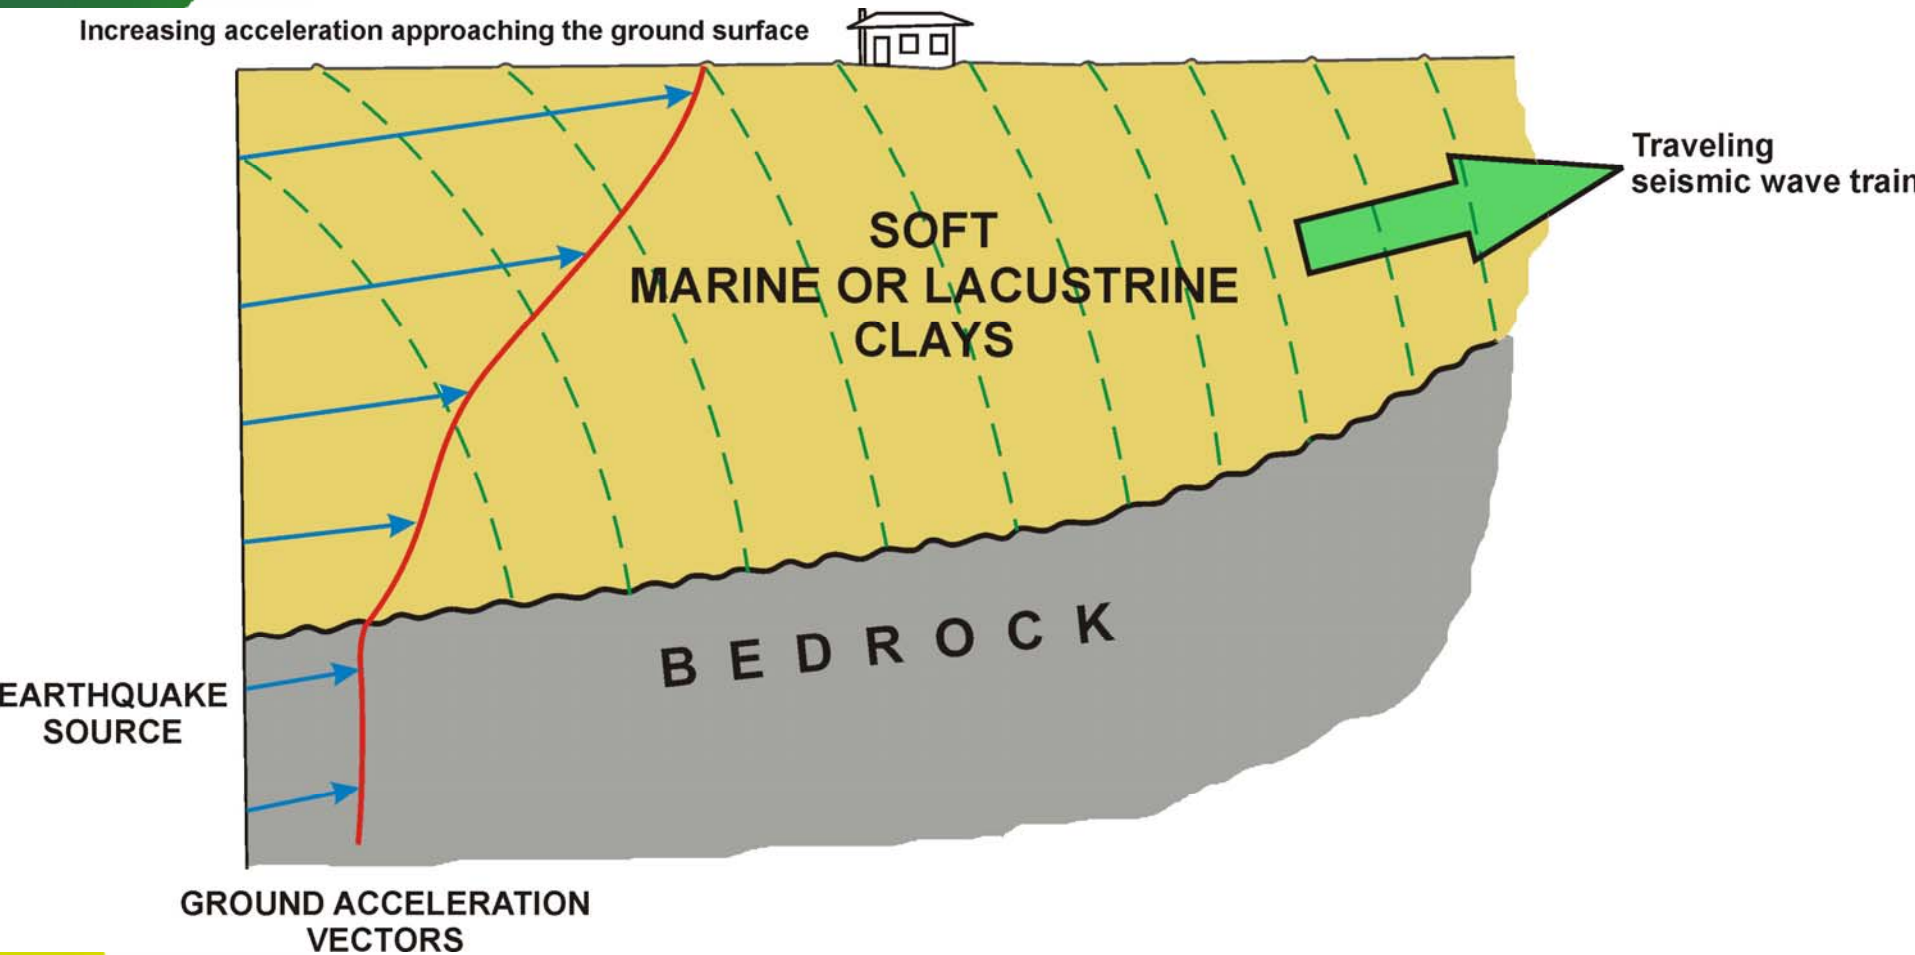 Increasing acceleration approaching the ground surface
Traveling
seismic wave train
SOFT
MARINE OR LACUSTRINE
CLAYS
BEDROCK
EARTHQUAKE
SOURCE
GROUND ACCELERATION
VECTORS